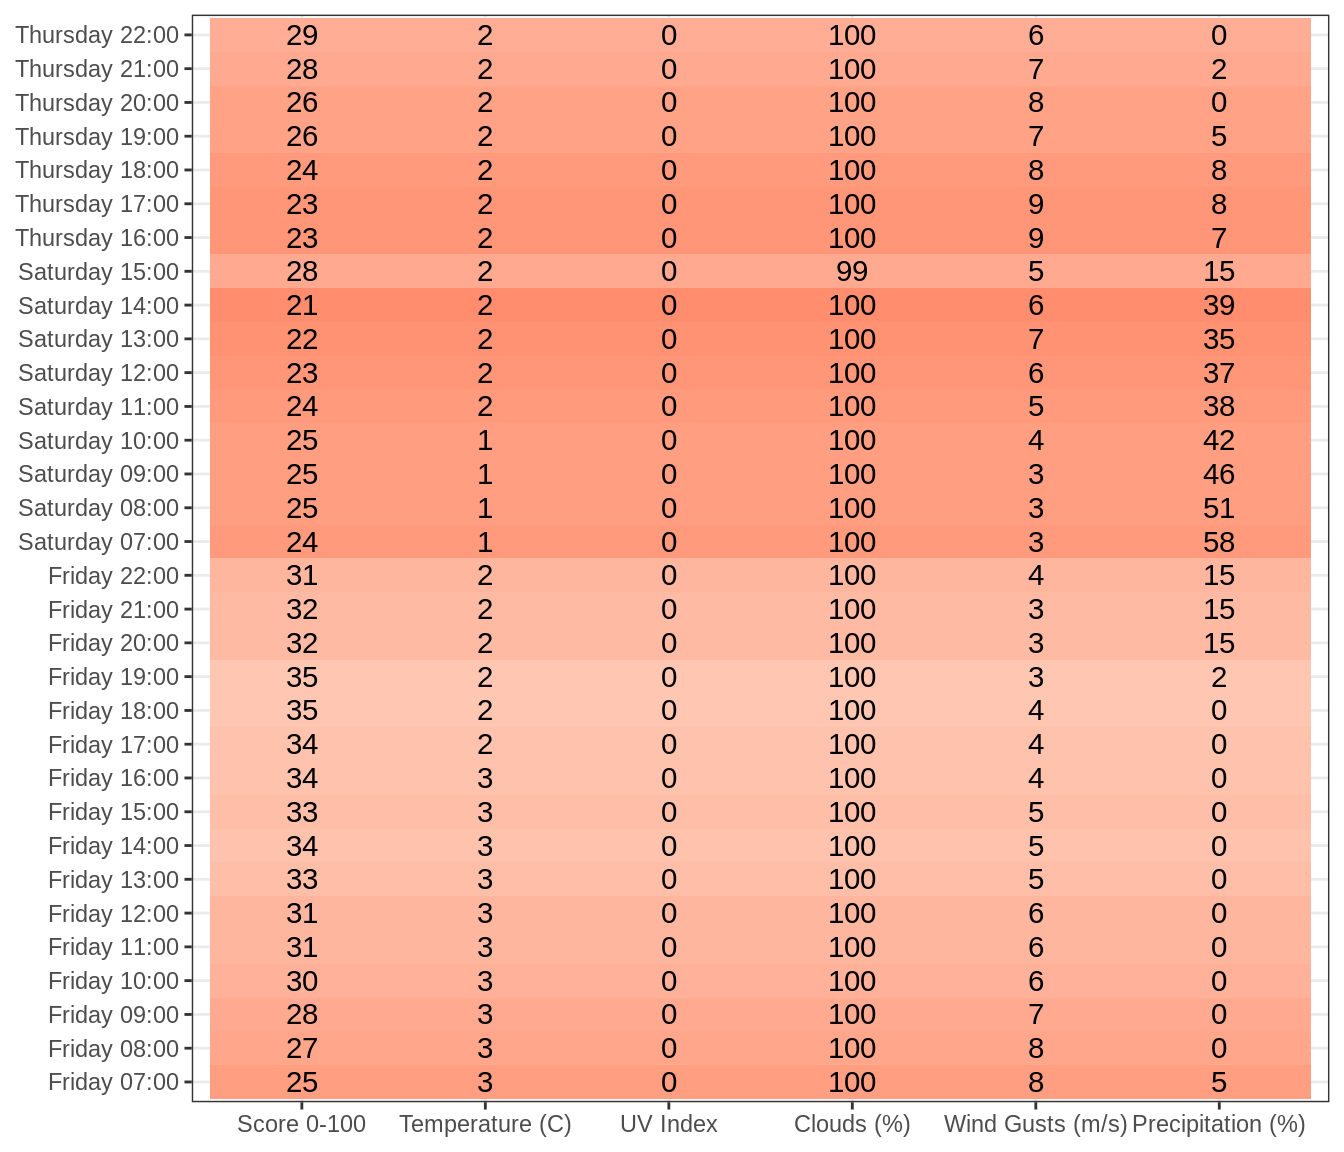 Thursday 22:00 29 2 0 100 6 0
Thursday 21:00 28 2 0 100 7 2
Thursday 20:00 26 2 0 100 8 0
Thursday 19:00 26 2 0 100 7 5
Thursday 18:00 24 2 0 100 8 8
Thursday 17:00 23 2 0 100 9 8
Thursday 16:00 23 2 0 100 9 7
Saturday 15:00 28 2 0 99 5 15
Saturday 14:00 21 2 0 100 6 39
Saturday 13:00 22 2 0 100 7 35
Saturday 12:00 23 2 0 100 6 37
Saturday 11:00 24 2 0 100 5 38
Saturday 10:00 25 1 0 100 4 42
Saturday 09:00 25 1 0 100 3 46
Saturday 08:00 25 1 0 100 3 51
Saturday 07:00 24 1 0 100 3 58
Friday 22:00 31 2 0 100 4 15
Friday 21:00 32 2 0 100 3 15
Friday 20:00 32 2 0 100 3 15
Friday 19:00 35 2 0 100 3 2
Friday 18:00 35 2 0 100 4 0
Friday 17:00 34 2 0 100 4 0
Friday 16:00 34 3 0 100 4 0
Friday 15:00 33 3 0 100 5 0
Friday 14:00 34 3 0 100 5 0
Friday 13:00 33 3 0 100 5 0
Friday 12:00 31 3 0 100 6 0
Friday 11:00 31 3 0 100 6 0
Friday 10:00 30 3 0 100 6 0
Friday 09:00 28 3 0 100 7 0
Friday 08:00 27 3 0 100 8 0
Friday 07:00 25 3 0 100 8 5
Score 0-100 Temperature (C) UV Index Clouds (%) Wind Gusts (m/s) Precipitation (%)